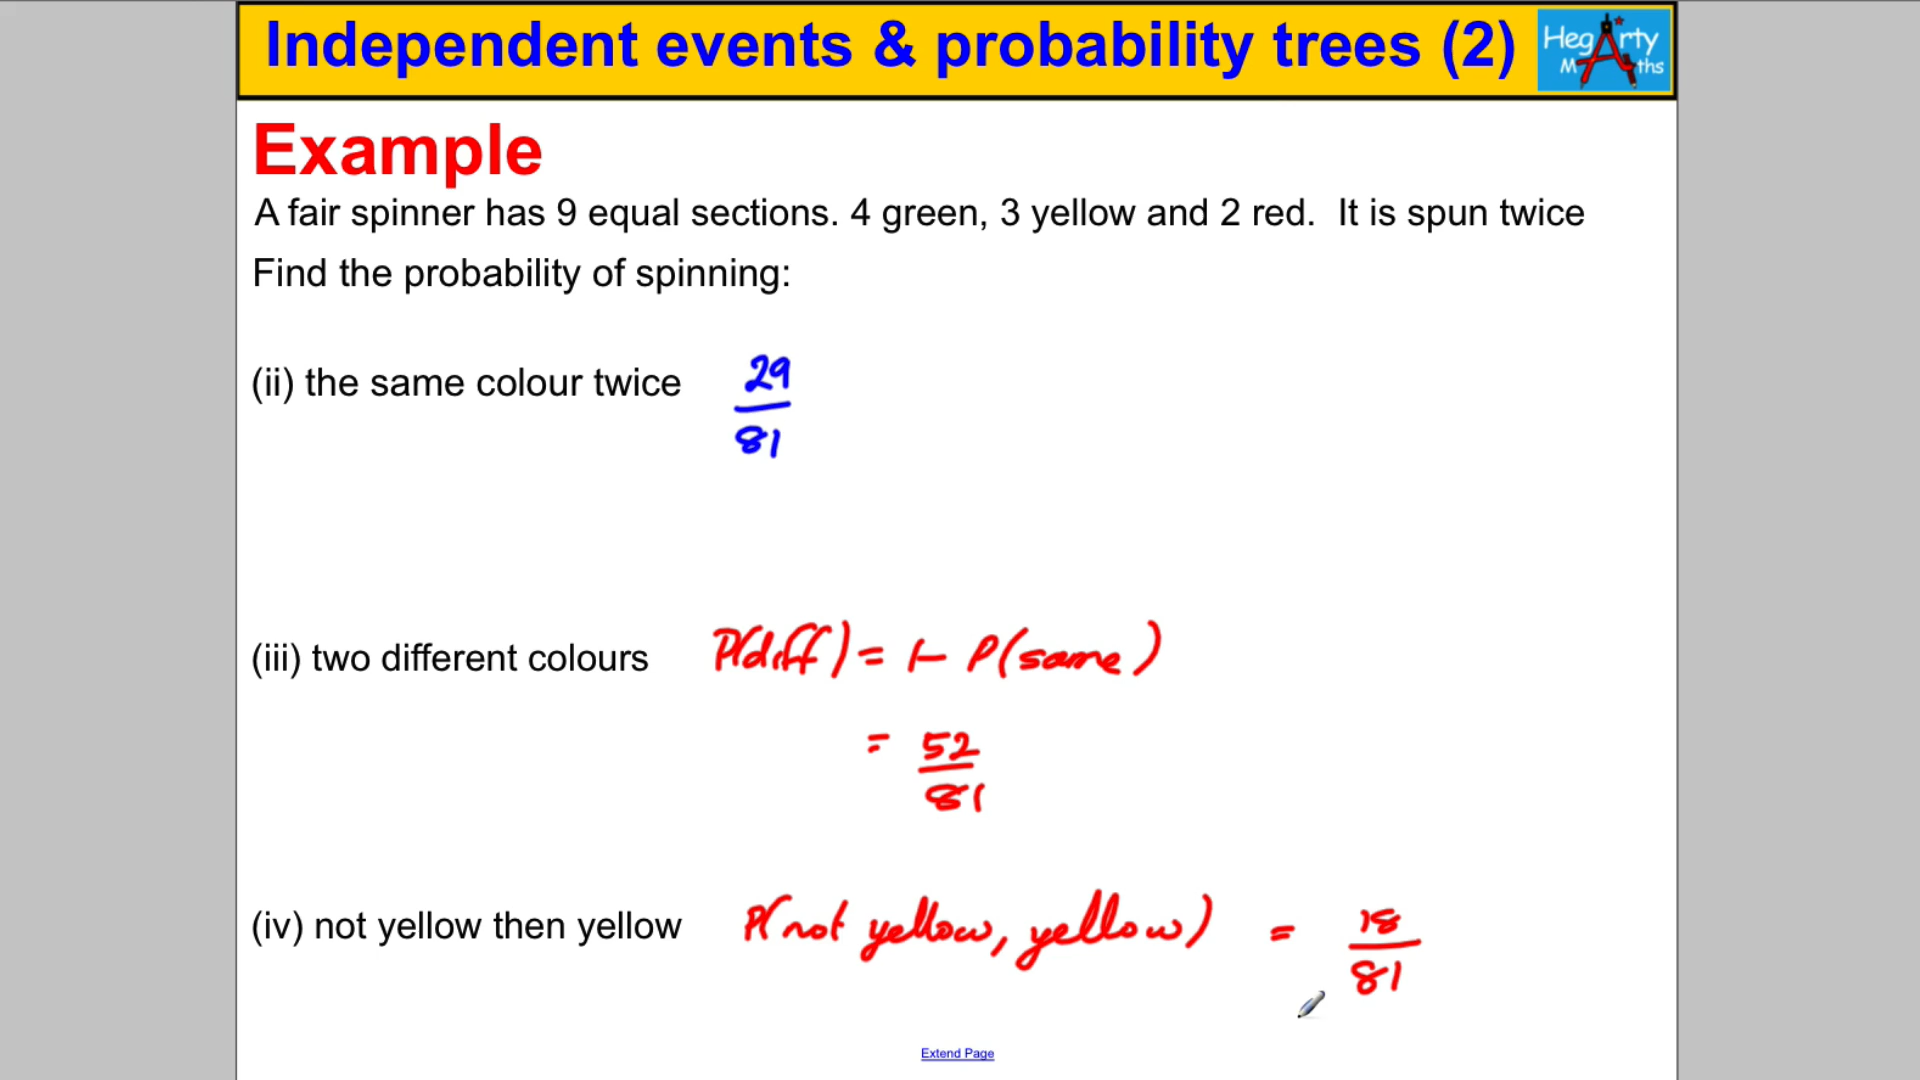 Independent events & probability trees (2)
Hegarty
Maths
Example
A fair spinner has 9 equal sections. 4 green, 3 yellow and 2 red. It is spun twice
Find the probability of spinning:
(ii) the same colour twice
29
81
(iii) two different colours
P(diff) = 1 - P(same)
= 52
81
(iv) not yellow then yellow
P(not yellow, yellow) = 18
81
Extend Page